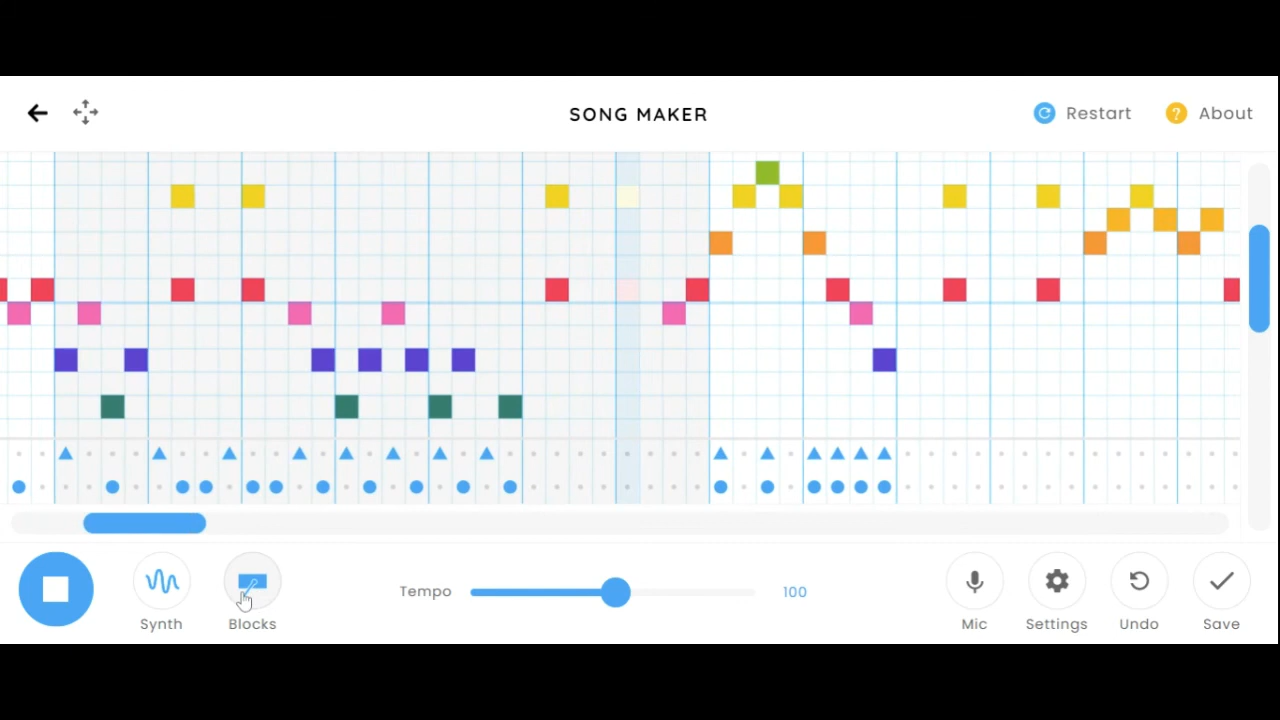 SONG MAKER
Restart
? About
Tempo
100
Synth
Blocks
Mic
Settings
Undo
Save